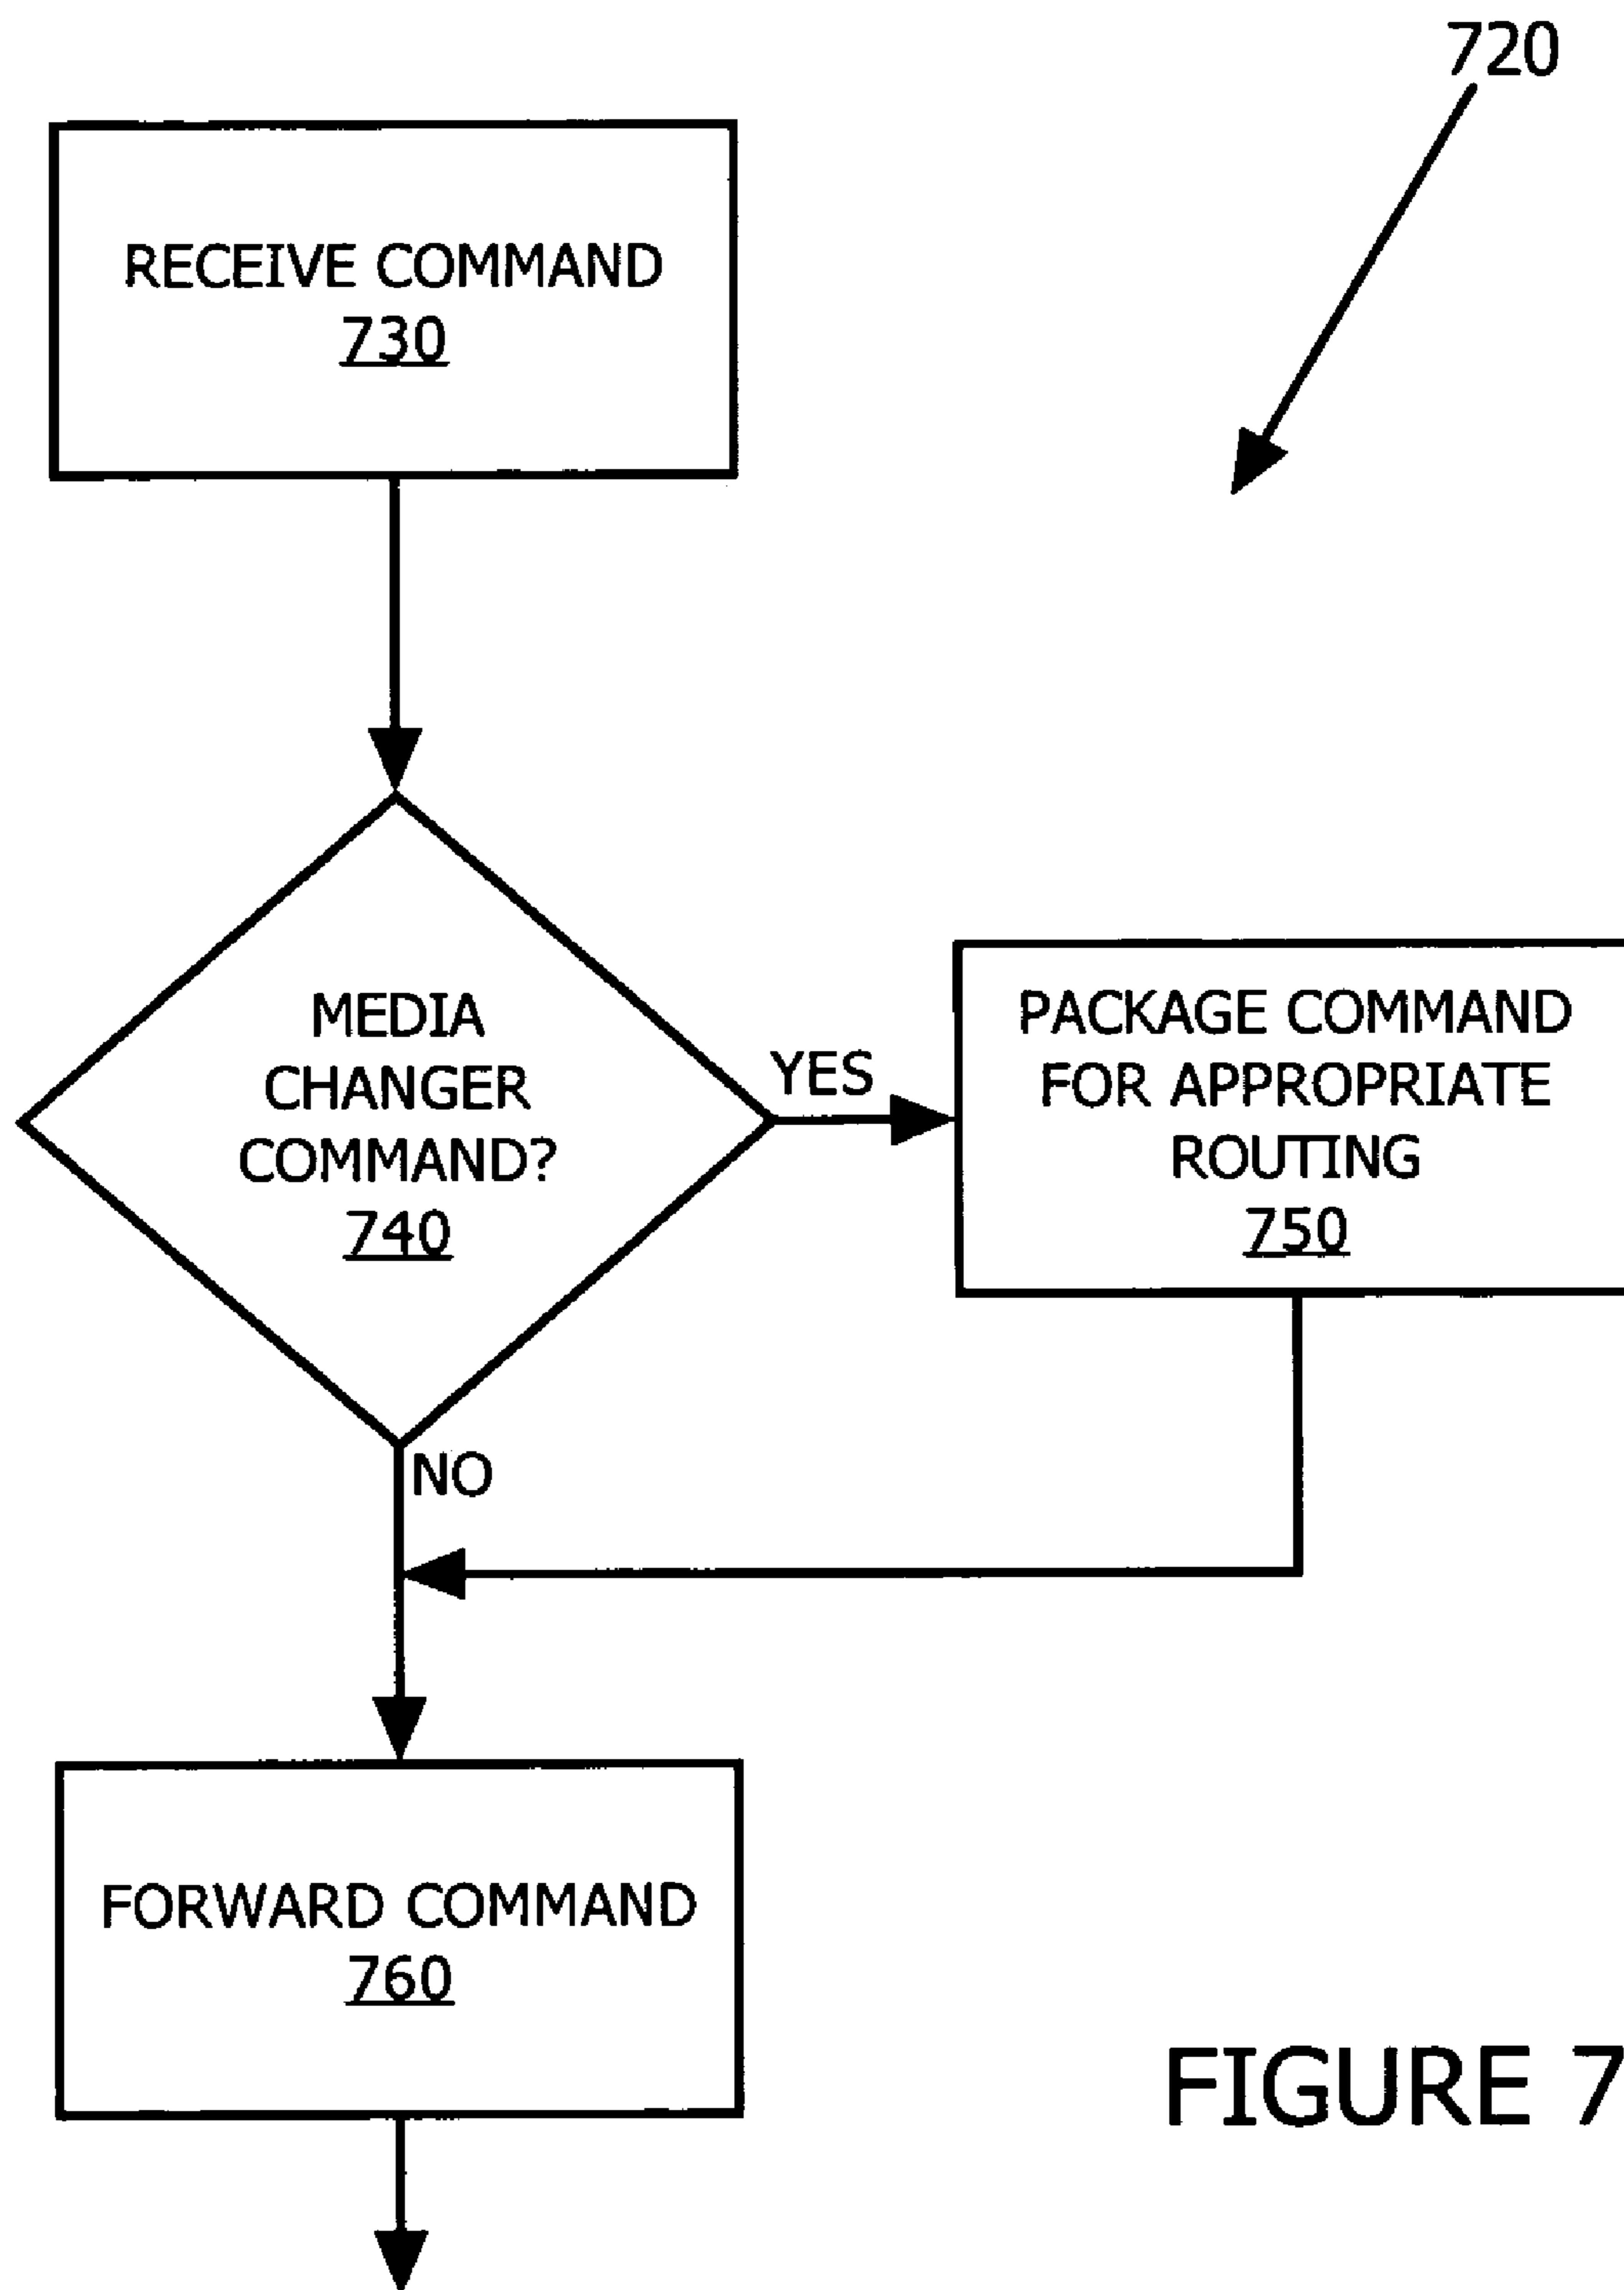 720
RECEIVE COMMAND
730
MEDIA
CHANGER
COMMAND?
740
YES
PACKAGE COMMAND
FOR APPROPRIATE
ROUTING
750
NO
FORWARD COMMAND
760
FIGURE 7